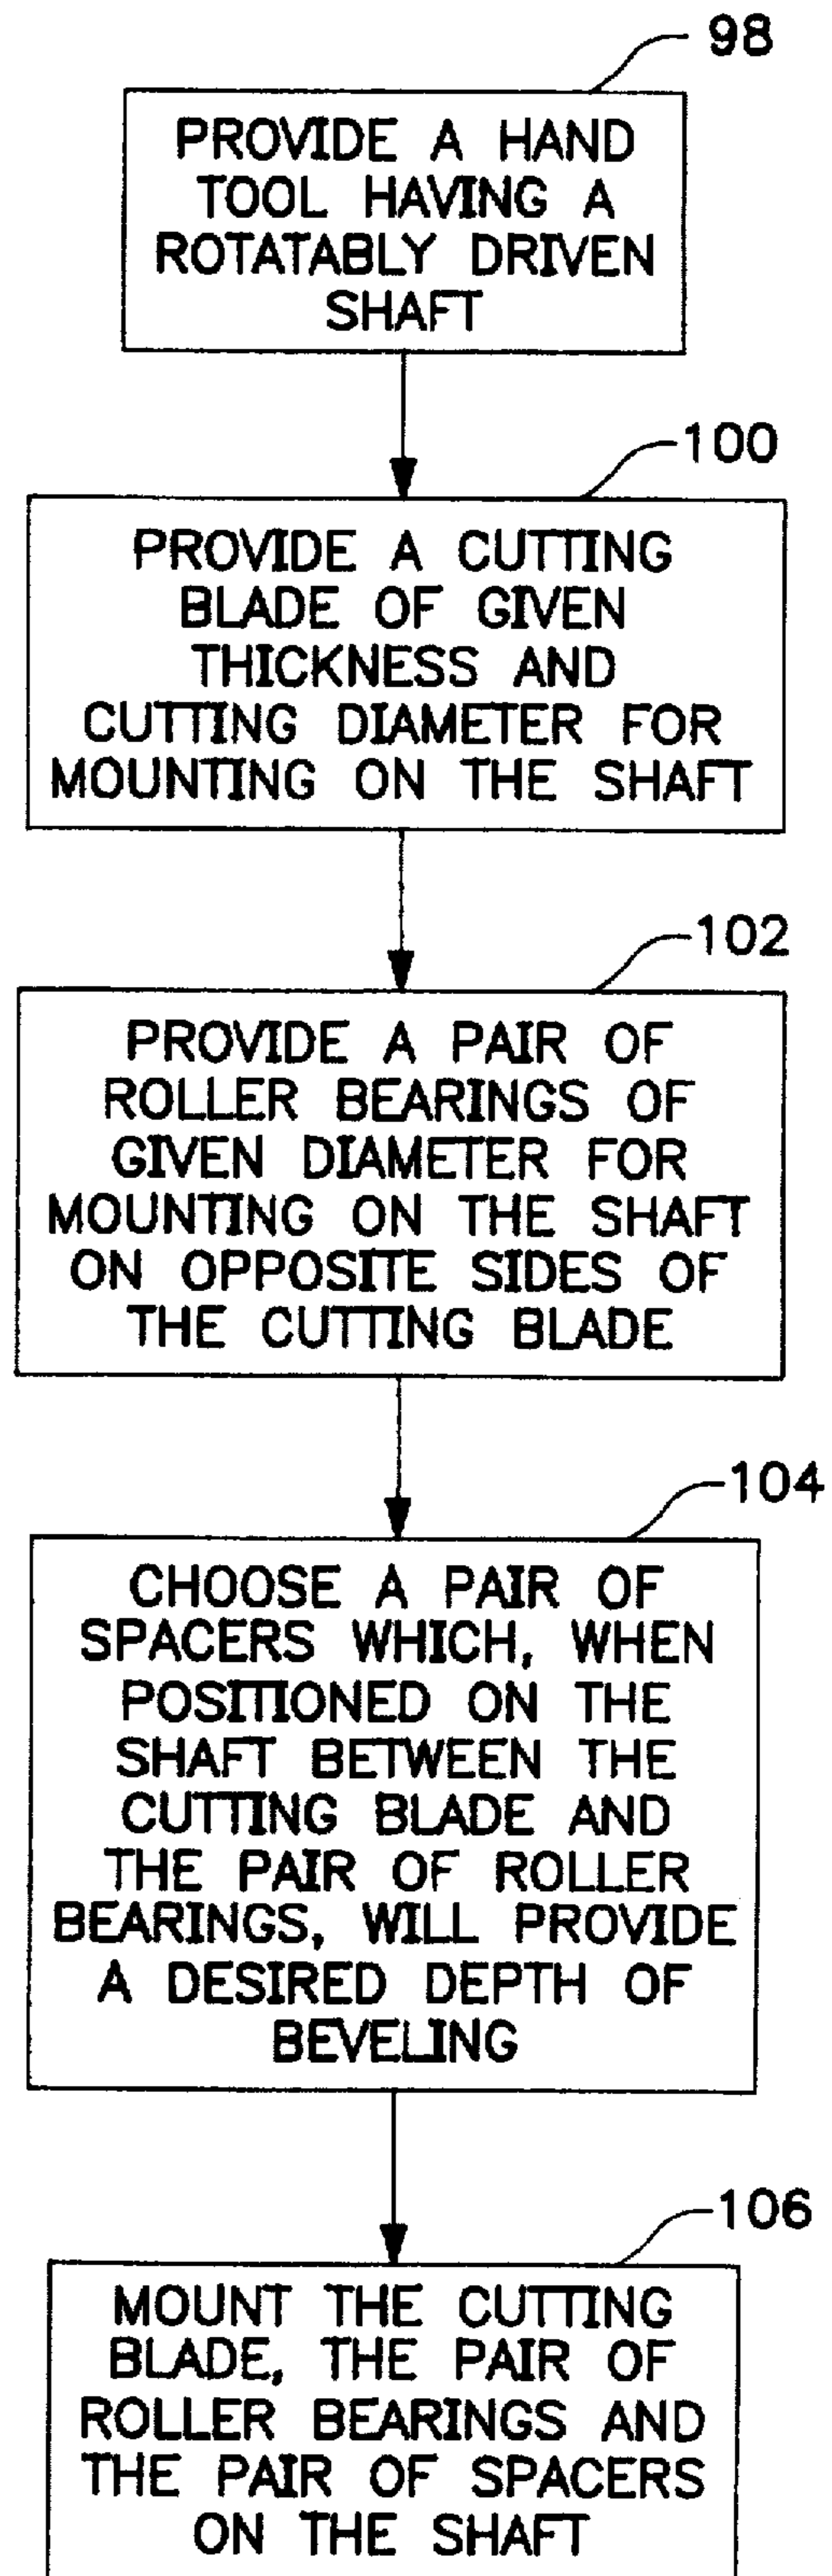 98
PROVIDE A HAND
TOOL HAVING A
ROTATABLY DRIVEN
SHAFT
100
PROVIDE A CUTTING
BLADE OF GIVEN
THICKNESS AND
CUTTING DIAMETER FOR
MOUNTING ON THE SHAFT
102
PROVIDE A PAIR OF
ROLLER BEARINGS OF
GIVEN DIAMETER FOR
MOUNTING ON THE SHAFT
ON OPPOSITE SIDES OF
THE CUTTING BLADE
104
CHOOSE A PAIR OF
SPACERS WHICH, WHEN
POSITIONED ON THE
SHAFT BETWEEN THE
CUTTING BLADE AND
THE PAIR OF ROLLER
BEARINGS, WILL PROVIDE
A DESIRED DEPTH OF
BEVELING
106
MOUNT THE CUTTING
BLADE, THE PAIR OF
ROLLER BEARINGS AND
THE PAIR OF SPACERS
ON THE SHAFT